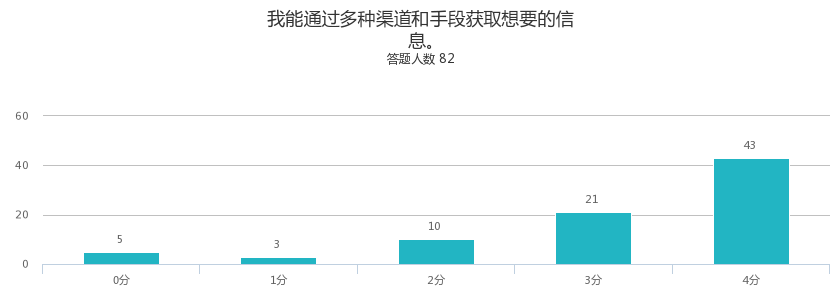 我能通过多种渠道和手段获取想要的信
息。
答题人数 82
60
40
20
0
5
3
10
21
43
0分
1分
2分
3分
4分